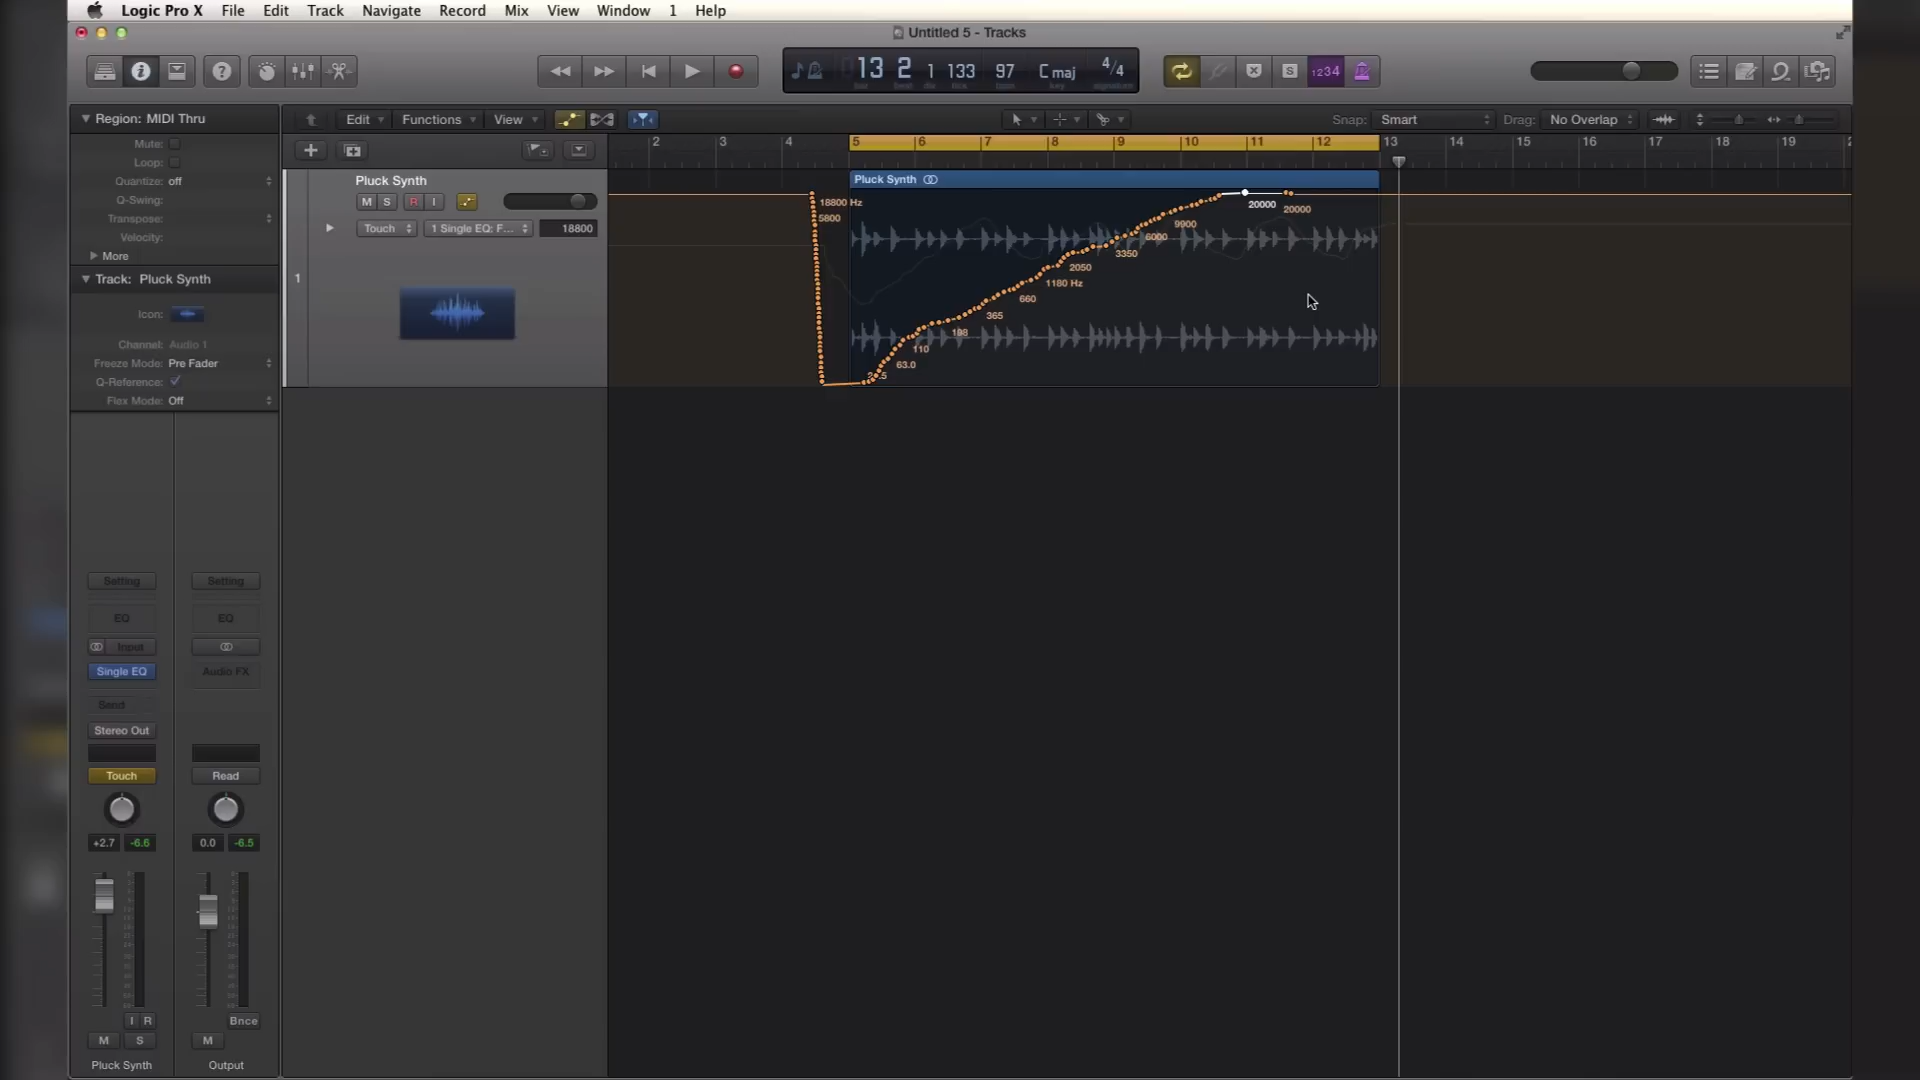 Logic Pro X File Edit Track Navigate Record Mix View Window 1 Help
Untitled 5 - Tracks
13 2 1 133 97 C maj 4/4
bar beat div key signature
S 1234
Region: MIDI Thru
Edit Functions View Snap: Smart Drag: No Overlap
Mute:
Loop:
Quantize: off
Q-Swing:
Transpose:
Velocity:
More
Track: Pluck Synth
Icon:
Channel: Audio 1
Freeze Mode: Pre Fader
Q-Reference:
Flex Mode: Off
2 3 4 5 6 7 8 9 10 11 12 13 14 15 16 17 18 19
1
Pluck Synth
M S R I
Touch 1 Single EQ: F... 18800
Pluck Synth
18800 Hz
5800
63.0
110
198
365
660
1180 Hz
2050
3350
6000
9900
20000
20000
Setting Setting
EQ EQ
Input
Single EQ Audio FX
Send
Stereo Out
Touch Read
+2.7 -6.6 0.0 -6.5
I R Bnce
M S M
Pluck Synth Output